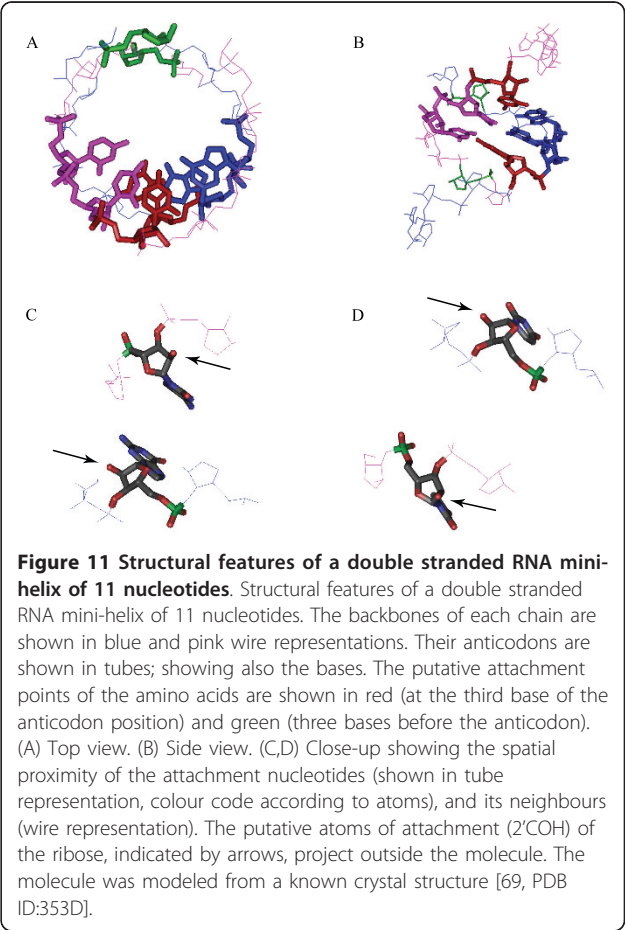 A
B
C
D
Figure 11 Structural features of a double stranded RNA mini-
helix of 11 nucleotides. Structural features of a double stranded
RNA mini-helix of 11 nucleotides. The backbones of each chain are
shown in blue and pink wire representations. Their anticodons are
shown in tubes; showing also the bases. The putative attachment
points of the amino acids are shown in red (at the third base of the
anticodon position) and green (three bases before the anticodon).
(A) Top view. (B) Side view. (C,D) Close-up showing the spatial
proximity of the attachment nucleotides (shown in tube
representation, colour code according to atoms), and its neighbours
(wire representation). The putative atoms of attachment (2'COH) of
the ribose, indicated by arrows, project outside the molecule. The
molecule was modeled from a known crystal structure [69, PDB
ID:353D].